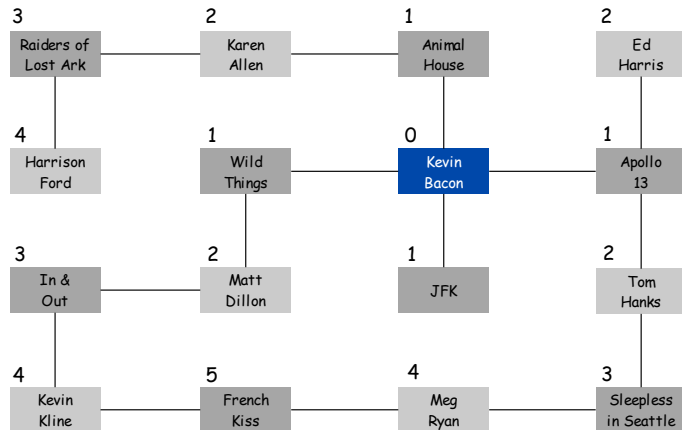 3
2
1
2
Raiders of
Lost Ark
Karen
Allen
Animal
House
Ed
Harris
4
1
0
1
Harrison
Ford
Wild
Things
Kevin
Bacon
Apollo
13
3
2
1
2
In &
Out
Matt
Dillon
JFK
Tom
Hanks
4
5
4
3
Kevin
Kline
French
Kiss
Meg
Ryan
Sleepless
in Seattle